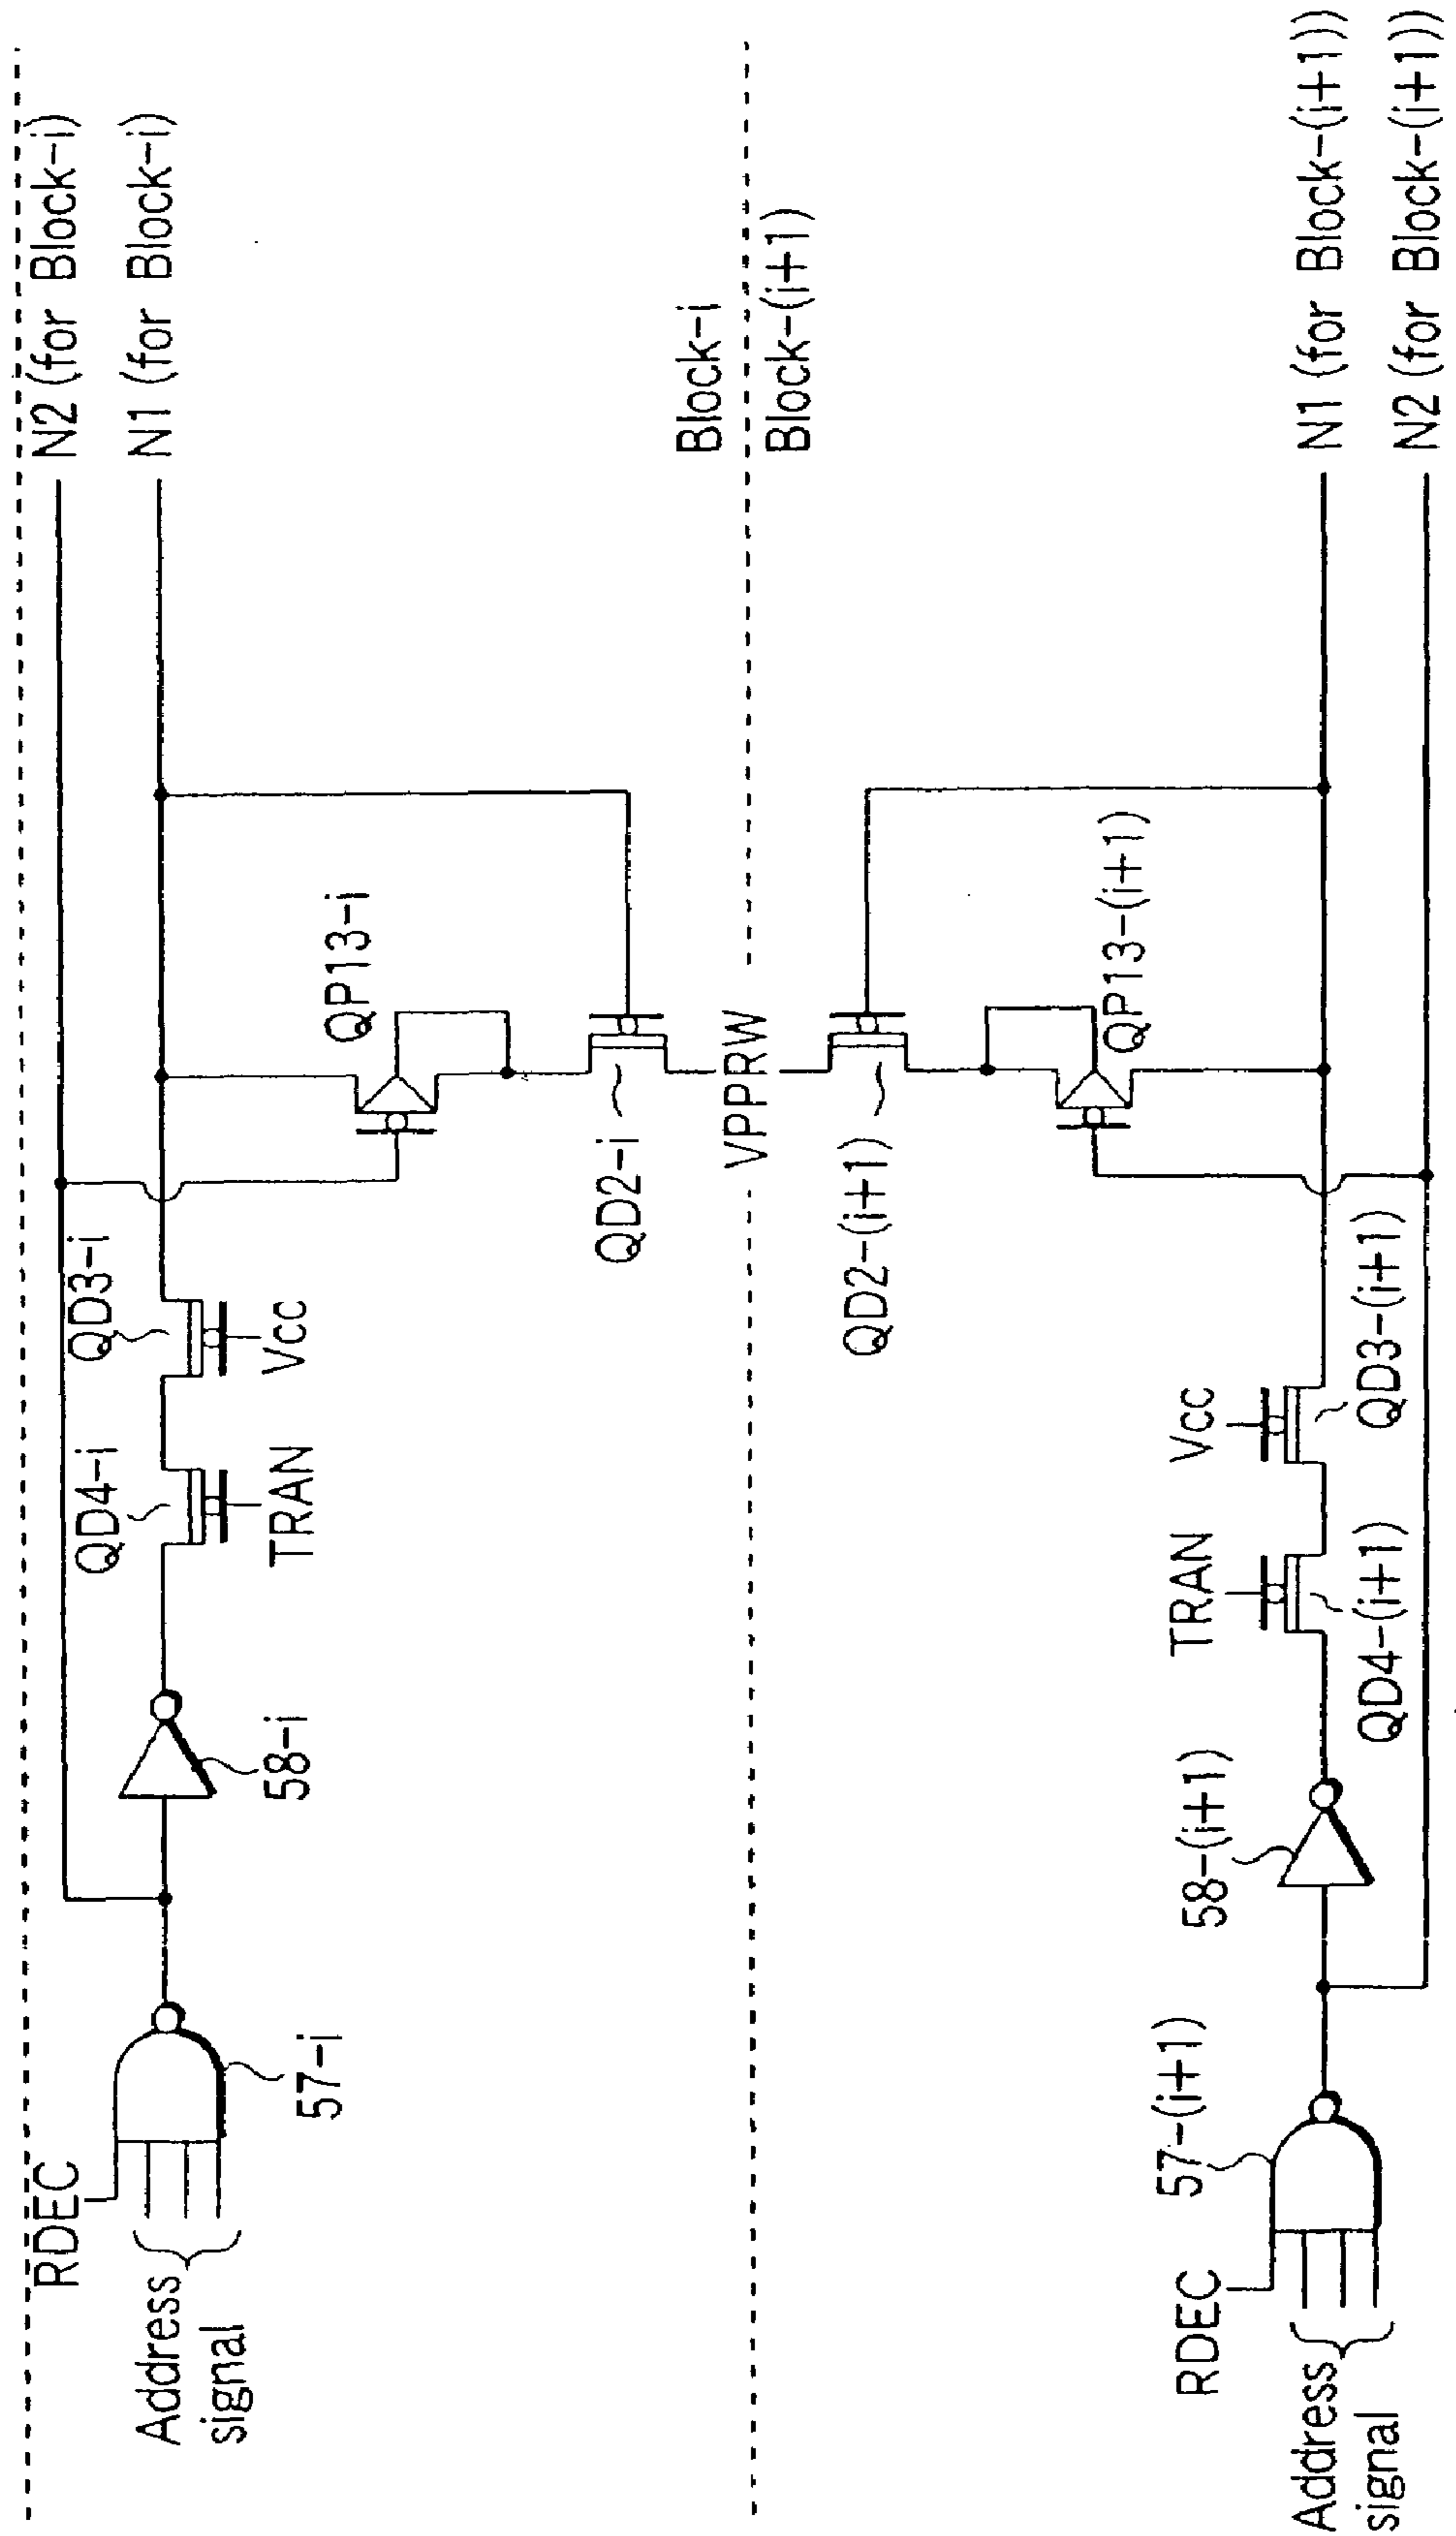 RDEC
Address
signal
57-i
58-i
QD4-i
TRAN
QD3-i
Vcc
QP13-i
QD2-i
N2 (for Block-i)
N1 (for Block-i)
Block-i
VPPRW
Block-(i+1)
QD2-(i+1)
QP13-(i+1)
RDEC
Address
signal
57-(i+1)
58-(i+1)
TRAN
QD4-(i+1)
Vcc
QD3-(i+1)
N1 (for Block-(i+1))
N2 (for Block-(i+1))